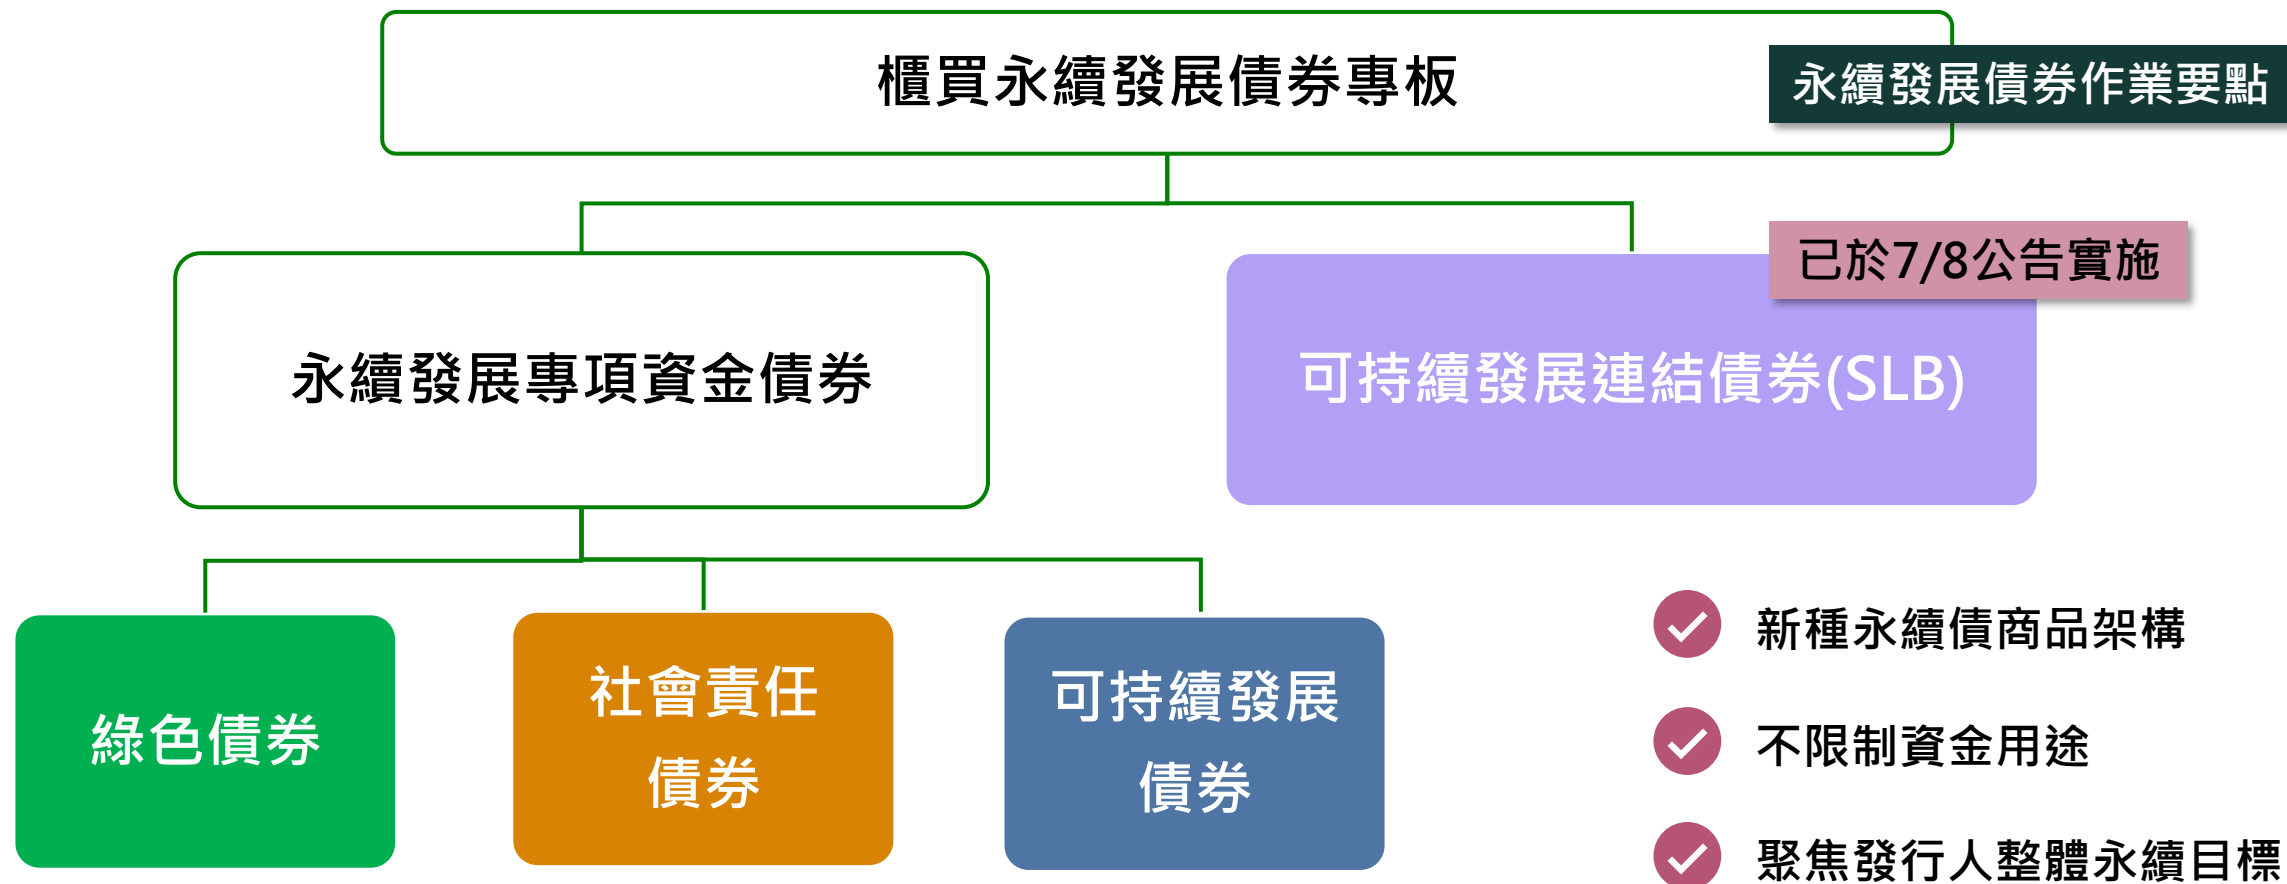 櫃買永續發展債券專板
永續發展債券作業要點
已於7/8公告實施
永續發展專項資金債券
可持續發展連結債券(SLB)
綠色債券
社會責任
債券
可持續發展
債券
新種永續債商品架構
不限制資金用途
聚焦發行人整體永續目標